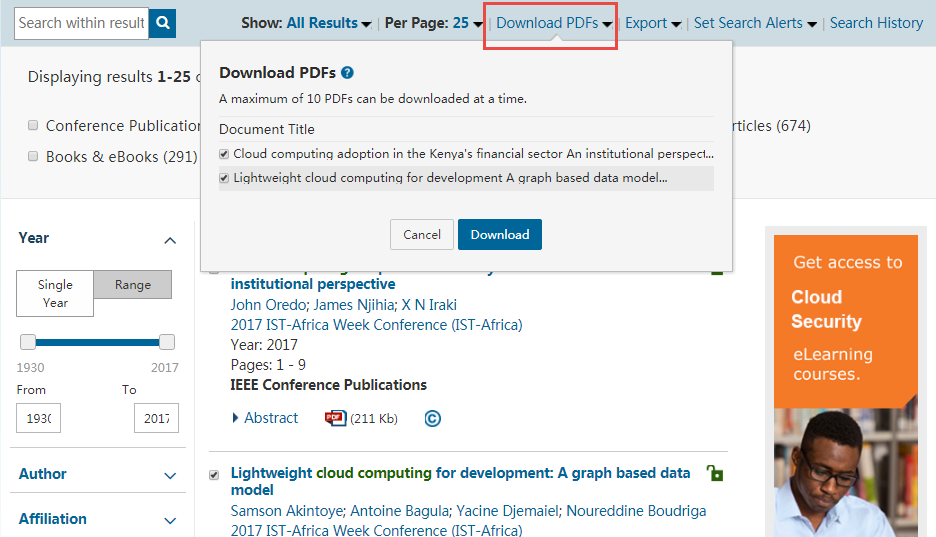 Search within result
Show: All Results | Per Page: 25 | Download PDFs | Export | Set Search Alerts | Search History
Displaying results 1-25
Download PDFs ?
A maximum of 10 PDFs can be downloaded at a time.
Document Title
Cloud computing adoption in the Kenya's financial sector An institutional perspect...
Lightweight cloud computing for development A graph based data model...
Cancel Download
Conference Publication
(674)
Books & eBooks (291)
Year
Single Year
Range
1930 2017
From To
1930 2017
Author
Affiliation
institutional perspective
John Oredo; James Njihia; X N Iraki
2017 IST-Africa Week Conference (IST-Africa)
Year: 2017
Pages: 1 - 9
IEEE Conference Publications
Abstract PDF (211 Kb) ©
Lightweight cloud computing for development: A graph based data
model
Samson Akintoye; Antoine Bagula; Yacine Djemaiel; Noureddine Boudriga
2017 IST-Africa Week Conference (IST-Africa)
Get access to
Cloud
Security
eLearning
courses.